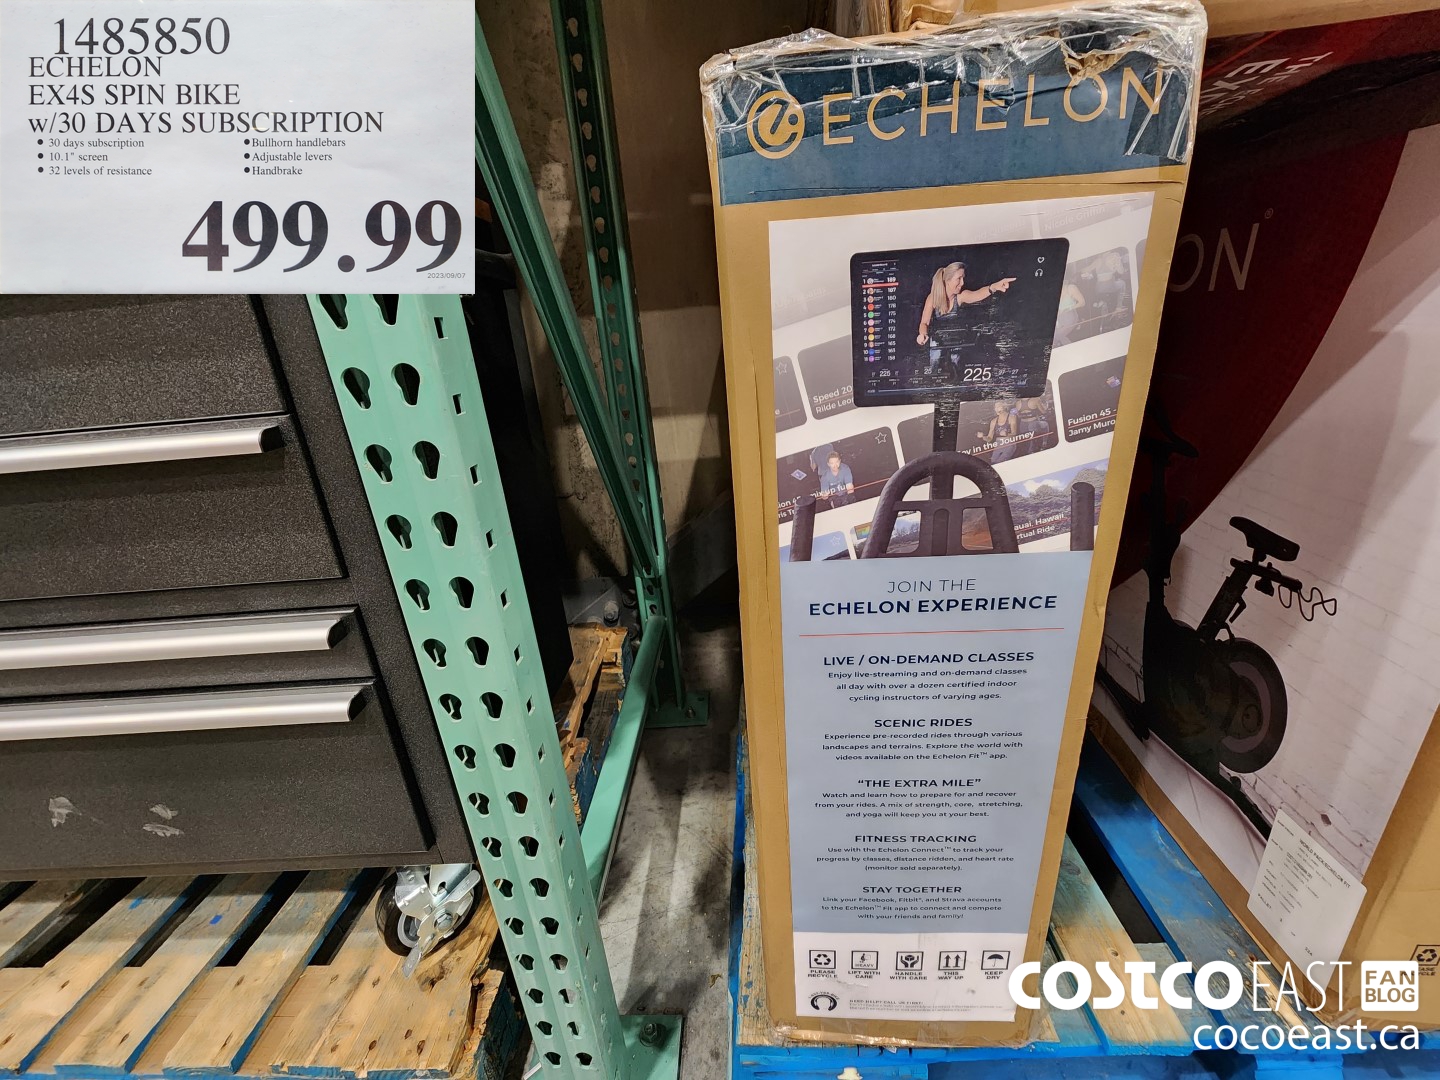 1485850
ECHELON
EX4S SPIN BIKE
w/30 DAYS SUBSCRIPTION
• 30 days subscription
• 10.1" screen
• 32 levels of resistance
• Bullhorn handlebars
• Adjustable levers
• Handbrake
499.99
2023/09/07
ECHELON
225
Speed 20
Fusion 45 -
Jamy Muro
in the Journey
JOIN THE
ECHELON EXPERIENCE
LIVE / ON-DEMAND CLASSES
Enjoy live-streaming and on-demand classes
all day with over a dozen certified indoor
cycling instructors of varying ages.
SCENIC RIDES
Experience pre-recorded rides through various
landscapes and terrains. Explore the world with
videos available on the Echelon Fit™ app.
“THE EXTRA MILE”
Watch and learn how to prepare for and recover
from your rides. A mix of strength, core, stretching,
and yoga will keep you at your best.
FITNESS TRACKING
Use with the Echelon Connect™ to track your
progress by classes, distance ridden, and heart rate
(monitor sold separately).
STAY TOGETHER
Link your Facebook, Fitbit®, and Strava accounts
to the Echelon™ Fit app to connect and compete
with your friends and family!
PLEASE RECYCLE
LIFT WITH CARE
HANDLE WITH CARE
THIS WAY UP
KEEP DRY
ON®
COSTCO EAST FAN BLOG
cocoeast.ca